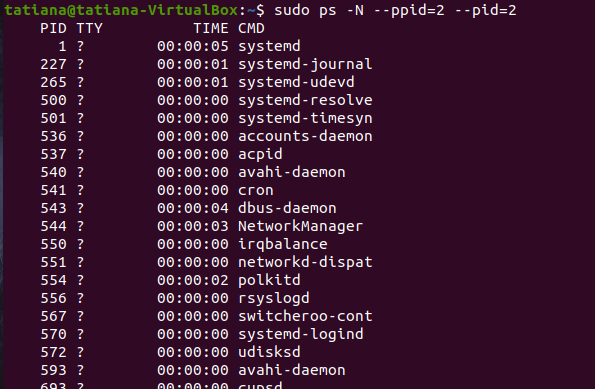 tatiana@tatiana-VirtualBox:~$ sudo ps -N --ppid=2 --pid=2
PID TTY TIME CMD
1 ? 00:00:05 systemd
227 ? 00:00:01 systemd-journal
265 ? 00:00:01 systemd-udevd
500 ? 00:00:00 systemd-resolve
501 ? 00:00:00 systemd-timesyn
536 ? 00:00:00 accounts-daemon
537 ? 00:00:00 acpid
540 ? 00:00:00 avahi-daemon
541 ? 00:00:00 cron
543 ? 00:00:04 dbus-daemon
544 ? 00:00:03 NetworkManager
550 ? 00:00:00 irqbalance
551 ? 00:00:00 networkd-dispat
554 ? 00:00:02 polkitd
556 ? 00:00:00 rsyslogd
567 ? 00:00:00 switcheroo-cont
570 ? 00:00:00 systemd-logind
572 ? 00:00:00 udisksd
593 ? 00:00:00 avahi-daemon
693 ? 00:00:00 cupsd